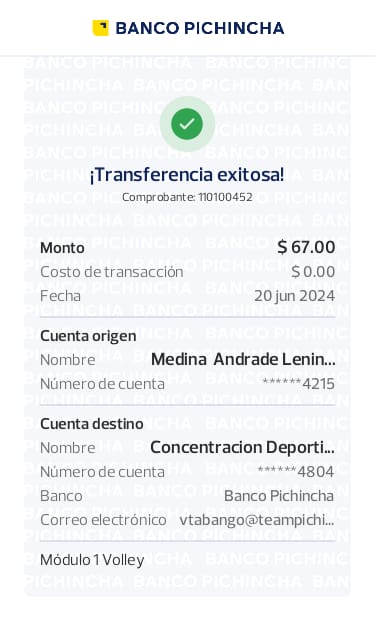 BANCO PICHINCHA
¡Transferencia exitosa!
Comprobante: 110100452
Monto $ 67.00
Costo de transacción $ 0.00
Fecha 20 jun 2024
Cuenta origen
Nombre Medina Andrade Lenin...
Número de cuenta ******4215
Cuenta destino
Nombre Concentracion Deporti...
Número de cuenta ******4804
Banco Banco Pichincha
Correo electrónico vtabango@teampichi...
Módulo 1 Volley